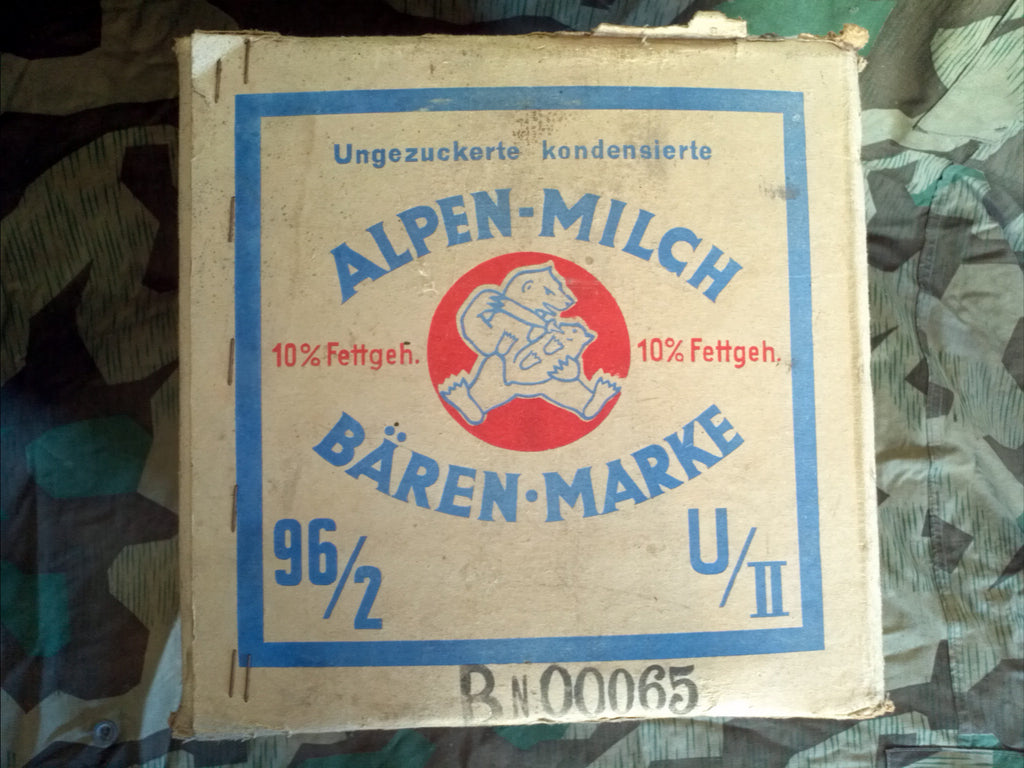 Ungezuckerte kondensierte
ALPEN-MILCH
10% Fettgeh. 10% Fettgeh.
BÄREN·MARKE
96/2 U/II
B N. 00065